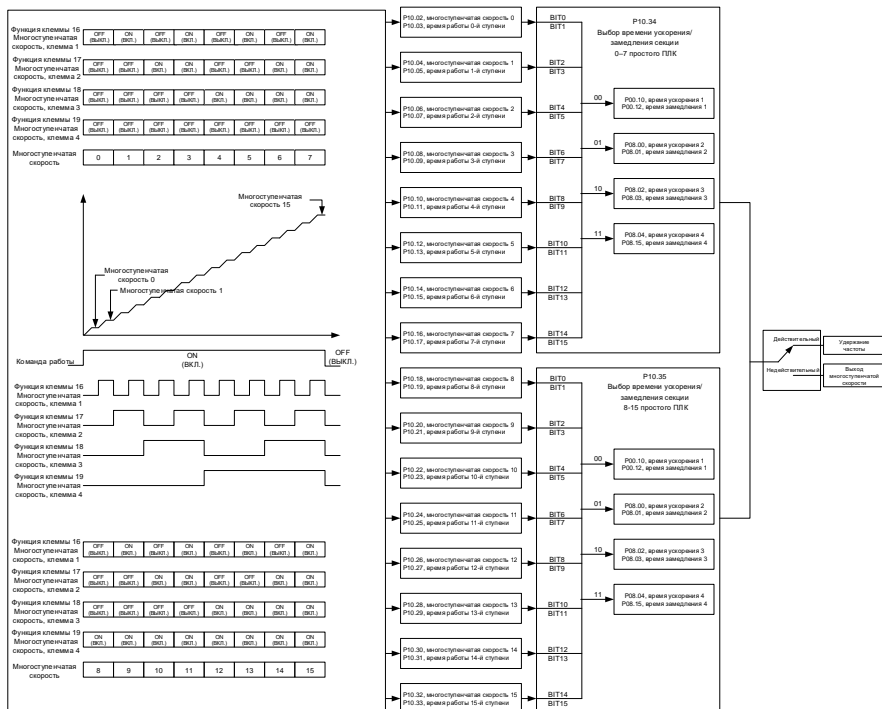 Функция клеммы 16
Многоступенчатая
скорость, клемма 1
OFF (ВЫКЛ.) ON (ВКЛ.) OFF (ВЫКЛ.) ON (ВКЛ.) OFF (ВЫКЛ.) ON (ВКЛ.) OFF (ВЫКЛ.) ON (ВКЛ.)
Функция клеммы 17
Многоступенчатая
скорость, клемма 2
OFF (ВЫКЛ.) OFF (ВЫКЛ.) ON (ВКЛ.) ON (ВКЛ.) OFF (ВЫКЛ.) OFF (ВЫКЛ.) ON (ВКЛ.) ON (ВКЛ.)
Функция клеммы 18
Многоступенчатая
скорость, клемма 3
OFF (ВЫКЛ.) OFF (ВЫКЛ.) OFF (ВЫКЛ.) OFF (ВЫКЛ.) ON (ВКЛ.) ON (ВКЛ.) ON (ВКЛ.) ON (ВКЛ.)
Функция клеммы 19
Многоступенчатая
скорость, клемма 4
OFF (ВЫКЛ.) OFF (ВЫКЛ.) OFF (ВЫКЛ.) OFF (ВЫКЛ.) OFF (ВЫКЛ.) OFF (ВЫКЛ.) OFF (ВЫКЛ.) OFF (ВЫКЛ.)
Многоступенчатая
скорость
0 1 2 3 4 5 6 7
Многоступенчатая
скорость 15
Многоступенчатая
скорость 0
Многоступенчатая скорость 1
Команда работы
ON
(ВКЛ.)
OFF
(ВЫКЛ.)
Функция клеммы 16
Многоступенчатая
скорость, клемма 1
Функция клеммы 17
Многоступенчатая
скорость, клемма 2
Функция клеммы 18
Многоступенчатая
скорость, клемма 3
Функция клеммы 19
Многоступенчатая
скорость, клемма 4
Функция клеммы 16
Многоступенчатая
скорость, клемма 1
OFF (ВЫКЛ.) ON (ВКЛ.) OFF (ВЫКЛ.) ON (ВКЛ.) OFF (ВЫКЛ.) ON (ВКЛ.) OFF (ВЫКЛ.) ON (ВКЛ.)
Функция клеммы 17
Многоступенчатая
скорость, клемма 2
OFF (ВЫКЛ.) OFF (ВЫКЛ.) ON (ВКЛ.) ON (ВКЛ.) OFF (ВЫКЛ.) OFF (ВЫКЛ.) ON (ВКЛ.) ON (ВКЛ.)
Функция клеммы 18
Многоступенчатая
скорость, клемма 3
OFF (ВЫКЛ.) OFF (ВЫКЛ.) OFF (ВЫКЛ.) OFF (ВЫКЛ.) ON (ВКЛ.) ON (ВКЛ.) ON (ВКЛ.) ON (ВКЛ.)
Функция клеммы 19
Многоступенчатая
скорость, клемма 4
ON (ВКЛ.) ON (ВКЛ.) ON (ВКЛ.) ON (ВКЛ.) ON (ВКЛ.) ON (ВКЛ.) ON (ВКЛ.) ON (ВКЛ.)
Многоступенчатая
скорость
8 9 10 11 12 13 14 15
P10.02, многоступенчатая скорость 0
P10.03, время работы 0-й ступени
P10.04, многоступенчатая скорость 1
P10.05, время работы 1-й ступени
P10.06, многоступенчатая скорость 2
P10.07, время работы 2-й ступени
P10.08, многоступенчатая скорость 3
P10.09, время работы 3-й ступени
P10.10, многоступенчатая скорость 4
P10.11, время работы 4-й ступени
P10.12, многоступенчатая скорость 5
P10.13, время работы 5-й ступени
P10.14, многоступенчатая скорость 6
P10.15, время работы 6-й ступени
P10.16, многоступенчатая скорость 7
P10.17, время работы 7-й ступени
P10.18, многоступенчатая скорость 8
P10.19, время работы 8-й ступени
P10.20, многоступенчатая скорость 9
P10.21, время работы 9-й ступени
P10.22, многоступенчатая скорость 10
P10.23, время работы 10-й ступени
P10.24, многоступенчатая скорость 11
P10.25, время работы 11-й ступени
P10.26, многоступенчатая скорость 12
P10.27, время работы 12-й ступени
P10.28, многоступенчатая скорость 13
P10.29, время работы 13-й ступени
P10.30, многоступенчатая скорость 14
P10.31, время работы 14-й ступени
P10.32, многоступенчатая скорость 15
P10.33, время работы 15-й ступени
BIT0
BIT1
BIT2
BIT3
BIT4
BIT5
BIT6
BIT7
BIT8
BIT9
BIT10
BIT11
BIT12
BIT13
BIT14
BIT15
P10.34
Выбор времени ускорения/
замедления секции
0–7 простого ПЛК
00
P00.10, время ускорения 1
P00.12, время замедления 1
01
P08.00, время ускорения 2
P08.01, время замедления 2
10
P08.02, время ускорения 3
P08.03, время замедления 3
11
P08.04, время ускорения 4
P08.15, время замедления 4
BIT0
BIT1
BIT2
BIT3
BIT4
BIT5
BIT6
BIT7
BIT8
BIT9
BIT10
BIT11
BIT12
BIT13
BIT14
BIT15
P10.35
Выбор времени ускорения/
замедления секции
8-15 простого ПЛК
00
P00.10, время ускорения 1
P00.12, время замедления 1
01
P08.00, время ускорения 2
P08.01, время замедления 2
10
P08.02, время ускорения 3
P08.03, время замедления 3
11
P08.04, время ускорения 4
P08.15, время замедления 4
Действительный
Недействительный
Удержание
частоты
Выход
многоступенчатой
скорости